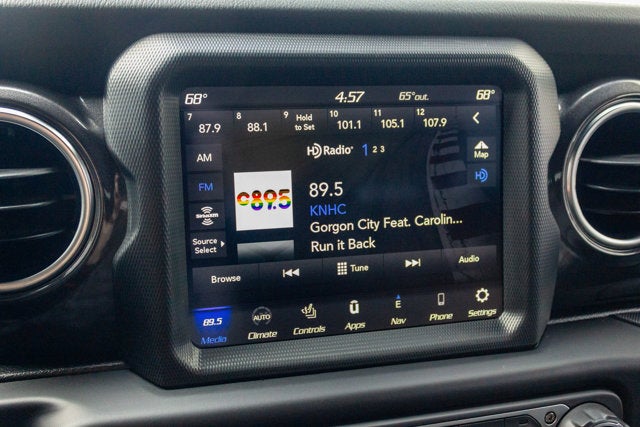 68° 4:57 65°out. 68°
7 87.9 8 88.1 9 Hold to Set 10 101.1 11 105.1 12 107.9
HD Radio 1 2 3
AM
Map
FM
HD
SiriusXM
c89.5
89.5
KNHC
Gorgon City Feat. Carolin...
Run it Back
Source Select
Browse Tune Audio
89.5 AUTO ü E
Media Climate Controls Apps Nav Phone Settings